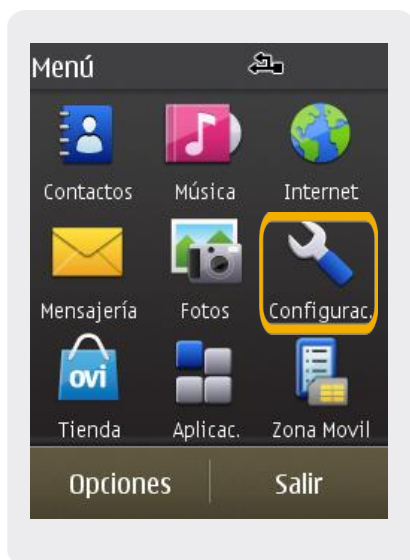 Menú
Contactos Música Internet
Mensajería Fotos Configurac.
ovi
Tienda Aplicac. Zona Movil
Opciones Salir